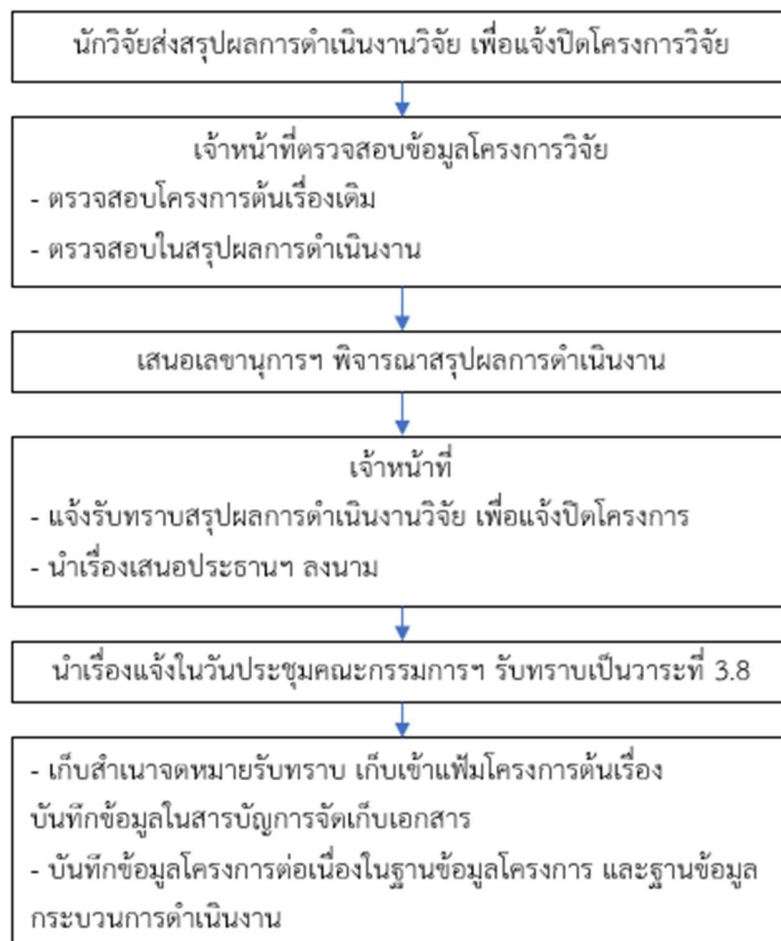 นักวิจัยส่งสรุปผลการดำเนินงานวิจัย เพื่อแจ้งปิดโครงการวิจัย
เจ้าหน้าที่ตรวจสอบข้อมูลโครงการวิจัย
- ตรวจสอบโครงการต้นเรื่องเดิม
- ตรวจสอบในสรุปผลการดำเนินงาน
เสนอเลขานุการฯ พิจารณาสรุปผลการดำเนินงาน
เจ้าหน้าที่
- แจ้งรับทราบสรุปผลการดำเนินงานวิจัย เพื่อแจ้งปิดโครงการ
- นำเรื่องเสนอประธานฯ ลงนาม
นำเรื่องแจ้งในวันประชุมคณะกรรมการฯ รับทราบเป็นวาระที่ 3.8
- เก็บสำเนาจดหมายรับทราบ เก็บเข้าแฟ้มโครงการต้นเรื่อง
บันทึกข้อมูลในสารบัญการจัดเก็บเอกสาร
- บันทึกข้อมูลโครงการต่อเนื่องในฐานข้อมูลโครงการ และฐานข้อมูล
กระบวนการดำเนินงาน